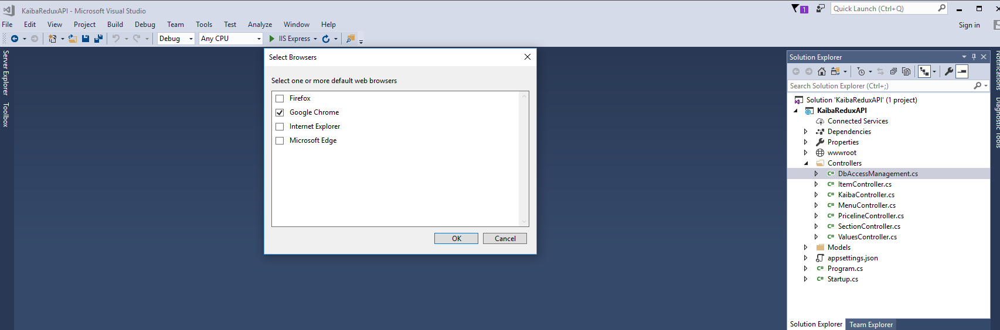 KaibaReduxAPI - Microsoft Visual Studio
1
Quick Launch (Ctrl+Q)
File Edit View Project Build Debug Team Tools Test Analyze Window Help
Sign in
Debug Any CPU IIS Express
Server Explorer
Toolbox
Select Browsers
Select one or more default web browsers
Firefox
Google Chrome
Internet Explorer
Microsoft Edge
OK Cancel
Solution Explorer
Search Solution Explorer (Ctrl+;)
Solution 'KaibaReduxAPI' (1 project)
KaibaReduxAPI
Connected Services
Dependencies
Properties
wwwroot
Controllers
C# DbAccessManagement.cs
C# ItemController.cs
C# KaibaController.cs
C# MenuController.cs
C# PricelineController.cs
C# SectionController.cs
C# ValuesController.cs
Models
appsettings.json
C# Program.cs
C# Startup.cs
Solution Explorer Team Explorer
Notifications
Diagnostic Tools